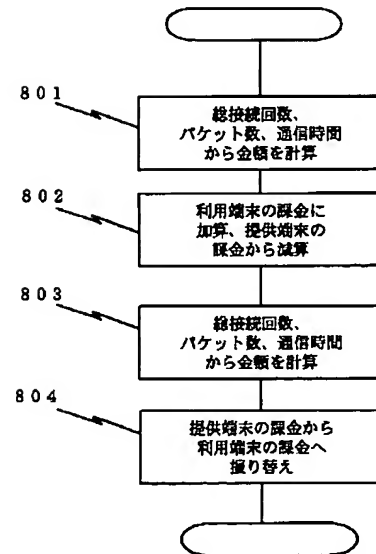 801
総接続回数、
パケット数、通信時間
から金額を計算
802
利用端末の課金に
加算、提供端末の
課金から減算
803
総接続回数、
パケット数、通信時間
から金額を計算
804
提供端末の課金から
利用端末の課金へ
振り替え